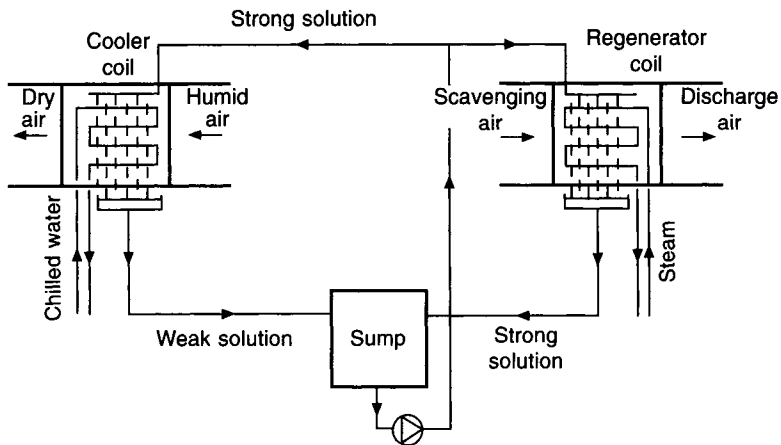 Strong solution
Cooler
coil
Regenerator
coil
Dry
air
Humid
air
Scavenging
air
Discharge
air
Chilled water
Steam
Weak solution
Sump
Strong
solution